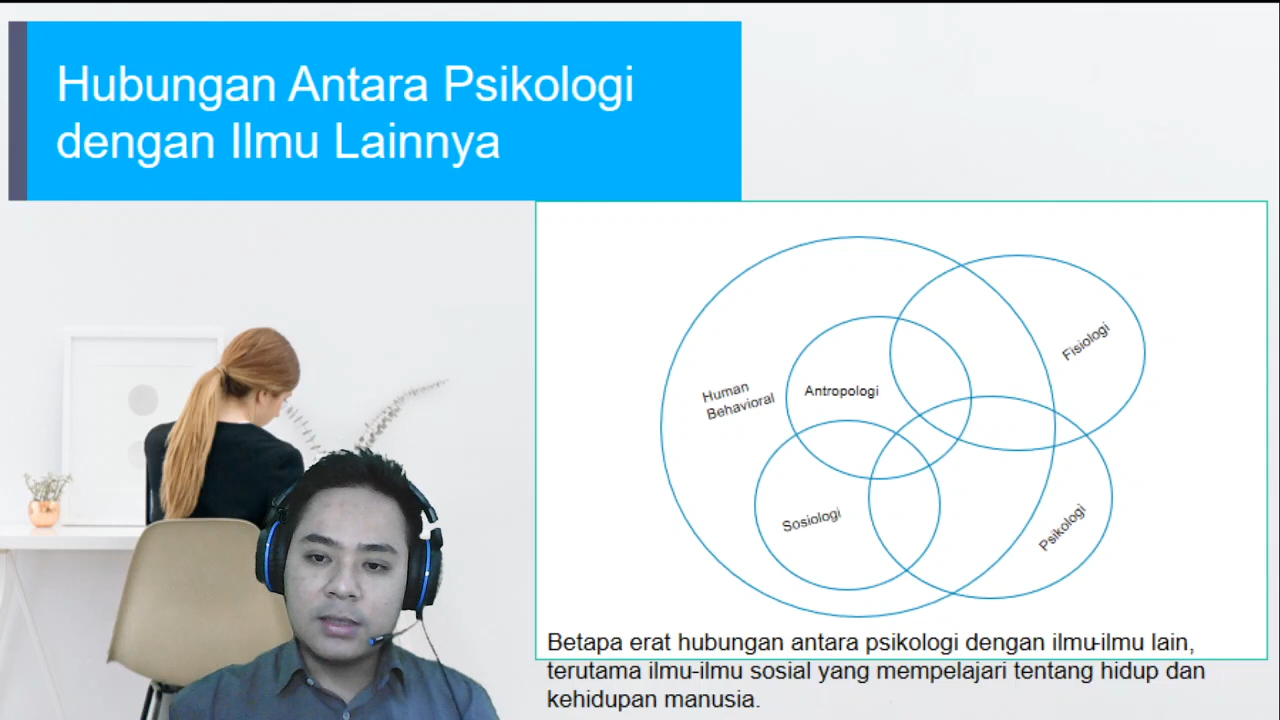 Hubungan Antara Psikologi
dengan Ilmu Lainnya
Fisiologi
Human
Behavioral
Antropologi
Sosiologi
Psikologi
Betapa erat hubungan antara psikologi dengan ilmu-ilmu lain,
terutama ilmu-ilmu sosial yang mempelajari tentang hidup dan
kehidupan manusia.